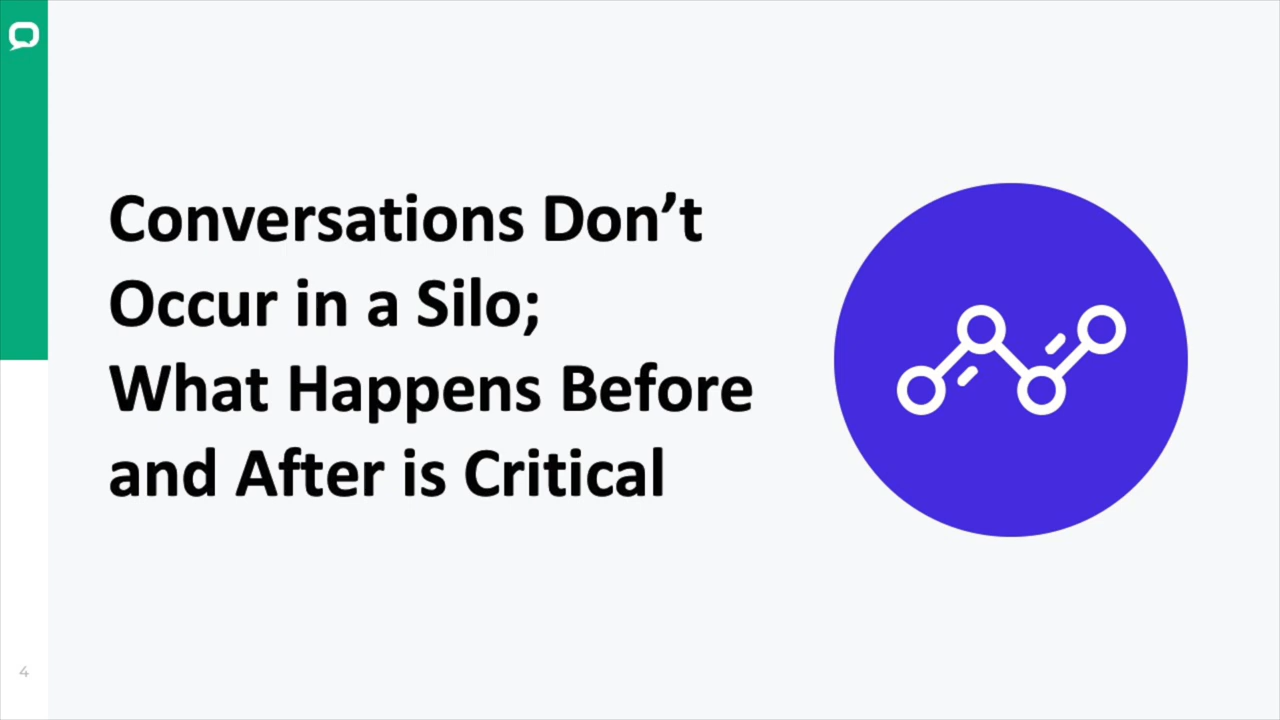 Conversations Don’t
Occur in a Silo;
What Happens Before
and After is Critical
4